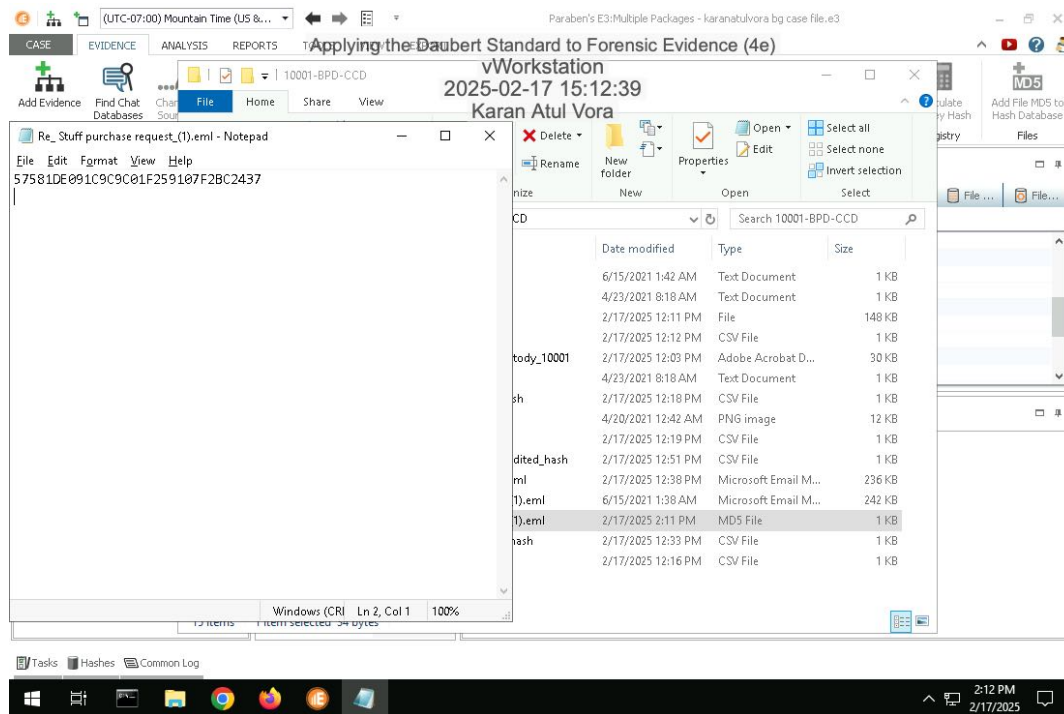 (UTC-07:00) Mountain Time (US &...
Paraben's E3:Multiple Packages - karanatulvora bg case file.e3
CASE EVIDENCE ANALYSIS REPORTS
Applying the Daubert Standard to Forensic Evidence (4e)
vWorkstation
2025-02-17 15:12:39
Karan Atul Vora
Add Evidence
Find Chat Databases
10001-BPD-CCD
File Home Share View
MD5
Add File MD5 to
Hash Database
Files
Re_ Stuff purchase request_(1).eml - Notepad
File Edit Format View Help
57581DE091C9C9C01F259107F2BC2437
Delete
Rename
New folder
New
Properties
Open
Edit
Open
Select all
Select none
Invert selection
Select
File ... File...
CD
Search 10001-BPD-CCD
Date modified Type Size
6/15/2021 1:42 AM Text Document 1 KB
4/23/2021 8:18 AM Text Document 1 KB
2/17/2025 12:11 PM File 148 KB
2/17/2025 12:12 PM CSV File 1 KB
tody_10001 2/17/2025 12:03 PM Adobe Acrobat D... 30 KB
4/23/2021 8:18 AM Text Document 1 KB
sh 2/17/2025 12:18 PM CSV File 1 KB
4/20/2021 12:42 AM PNG image 12 KB
2/17/2025 12:19 PM CSV File 1 KB
dited_hash 2/17/2025 12:51 PM CSV File 1 KB
ml 2/17/2025 12:38 PM Microsoft Email M... 236 KB
1).eml 6/15/2021 1:38 AM Microsoft Email M... 242 KB
1).eml 2/17/2025 2:11 PM MD5 File 1 KB
hash 2/17/2025 12:33 PM CSV File 1 KB
2/17/2025 12:16 PM CSV File 1 KB
Windows (CRI Ln 2, Col 1 100%
15 items 1 item selected 34 bytes
Tasks Hashes Common Log
2:12 PM
2/17/2025